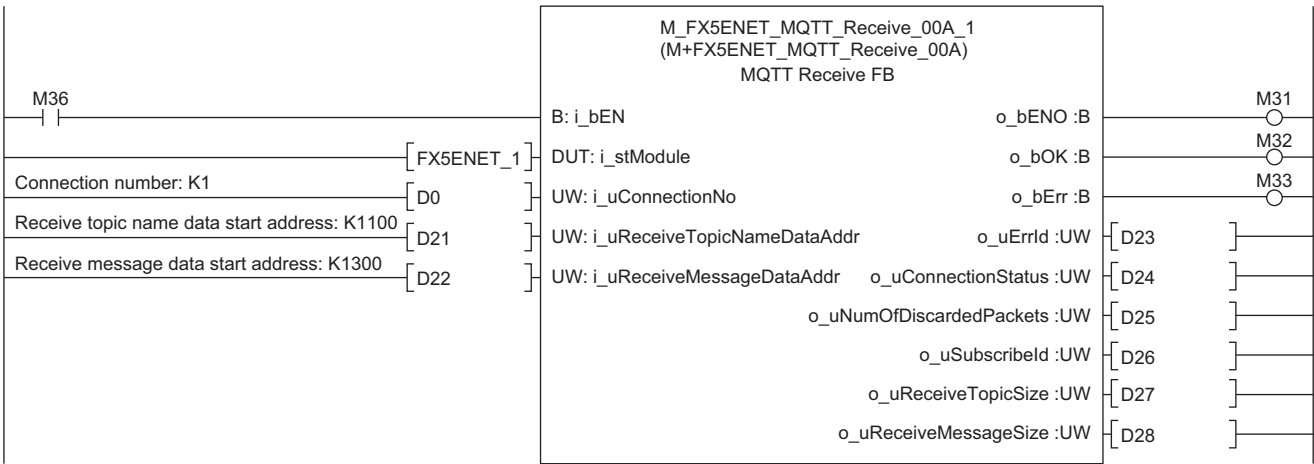 M_FX5ENET_MQTT_Receive_00A_1
(M+FX5ENET_MQTT_Receive_00A)
MQTT Receive FB
M36
B: i_bEN
o_bENO :B
M31
FX5ENET_1
DUT: i_stModule
o_bOK :B
M32
Connection number: K1
D0
UW: i_uConnectionNo
o_bErr :B
M33
Receive topic name data start address: K1100
D21
UW: i_uReceiveTopicNameDataAddr
o_uErrId :UW
D23
Receive message data start address: K1300
D22
UW: i_uReceiveMessageDataAddr
o_uConnectionStatus :UW
D24
o_uNumOfDiscardedPackets :UW
D25
o_uSubscribeId :UW
D26
o_uReceiveTopicSize :UW
D27
o_uReceiveMessageSize :UW
D28